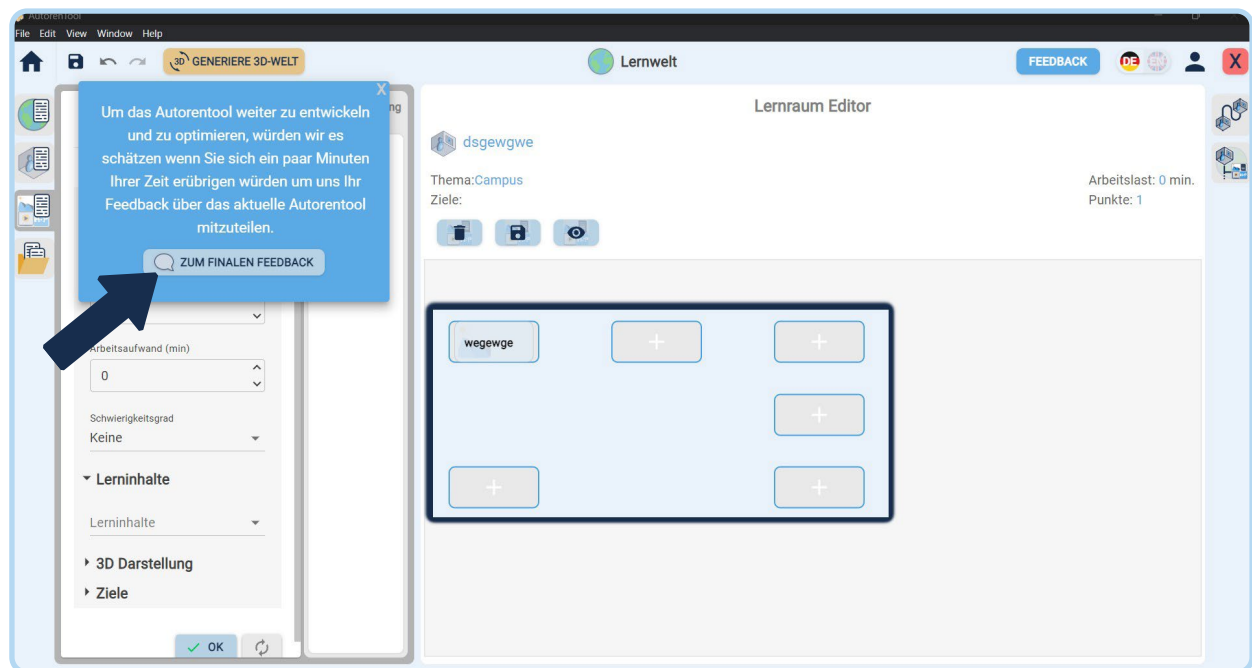 AutorenTool
File Edit View Window Help
3D GENERIERE 3D-WELT
Lernwelt
FEEDBACK
DE
EN
X
X
Um das Autorentool weiter zu entwickeln
und zu optimieren, würden wir es
schätzen wenn Sie sich ein paar Minuten
Ihrer Zeit erübrigen würden um uns Ihr
Feedback über das aktuelle Autorentool
mitzuteilen.
ZUM FINALEN FEEDBACK
ng
Arbeitsaufwand (min)
0
Schwierigkeitsgrad
Keine
Lerninhalte
Lerninhalte
3D Darstellung
Ziele
OK
Lernraum Editor
dsgewgwe
Thema:Campus
Ziele:
Arbeitslast: 0 min.
Punkte: 1
wegewge